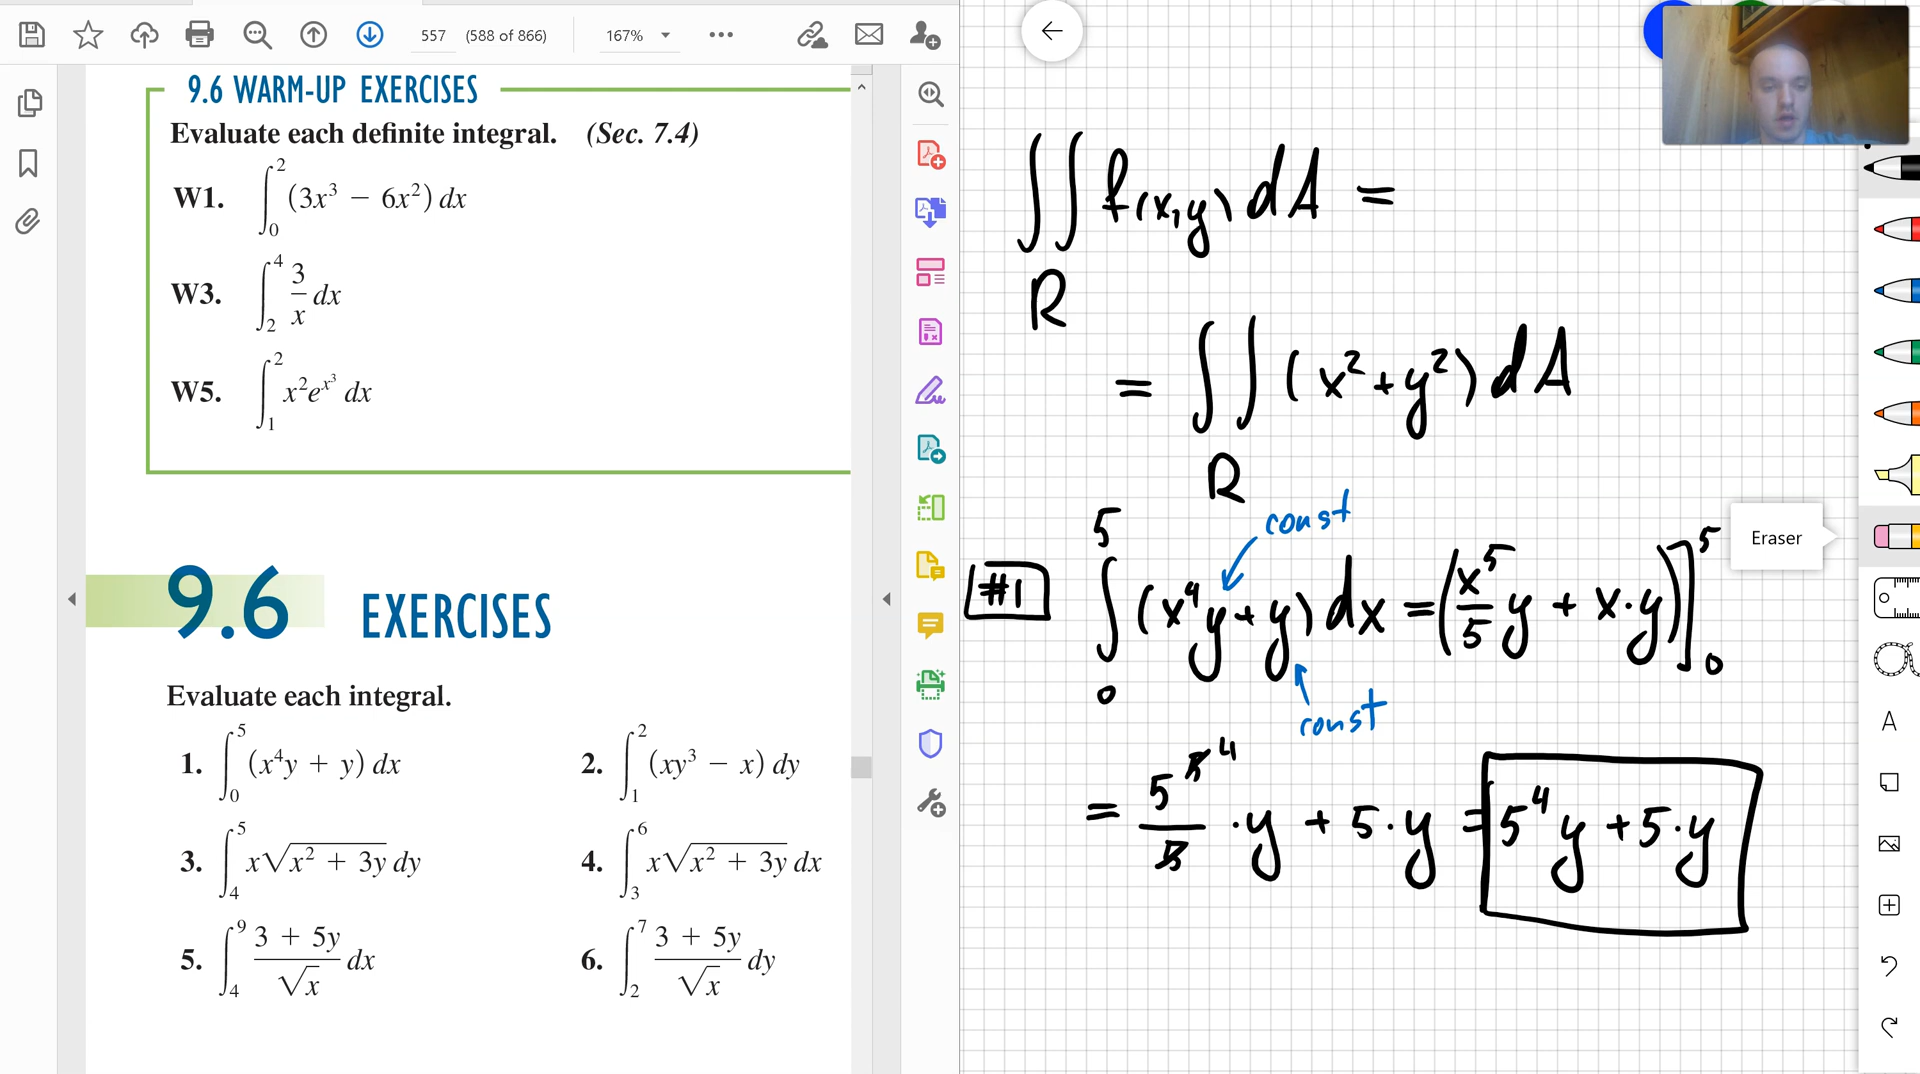 557 (588 of 866) 167%
9.6 WARM-UP EXERCISES
Evaluate each definite integral. (Sec. 7.4)
W1. ∫₀² (3x³ − 6x²) dx
W3. ∫₂⁴ 3/x dx
W5. ∫₁² x²eˣ³ dx
9.6 EXERCISES
Evaluate each integral.
1. ∫₀⁵ (x⁴y + y) dx
2. ∫₁² (xy³ − x) dy
3. ∫₄⁵ x√(x² + 3y) dy
4. ∫₃⁶ x√(x² + 3y) dx
5. ∫₄⁹ (3 + 5y)/√x dx
6. ∫₂⁷ (3 + 5y)/√x dy
∬ f(x,y) dA =
R
= ∬ (x² + y²) dA
R
const
#1 ∫₀⁵ (x⁴y + y) dx = (x⁵/5 y + x·y)]₀⁵
const
= 5⁵/5 ·y + 5·y = 5⁴y + 5·y
4
Eraser
A